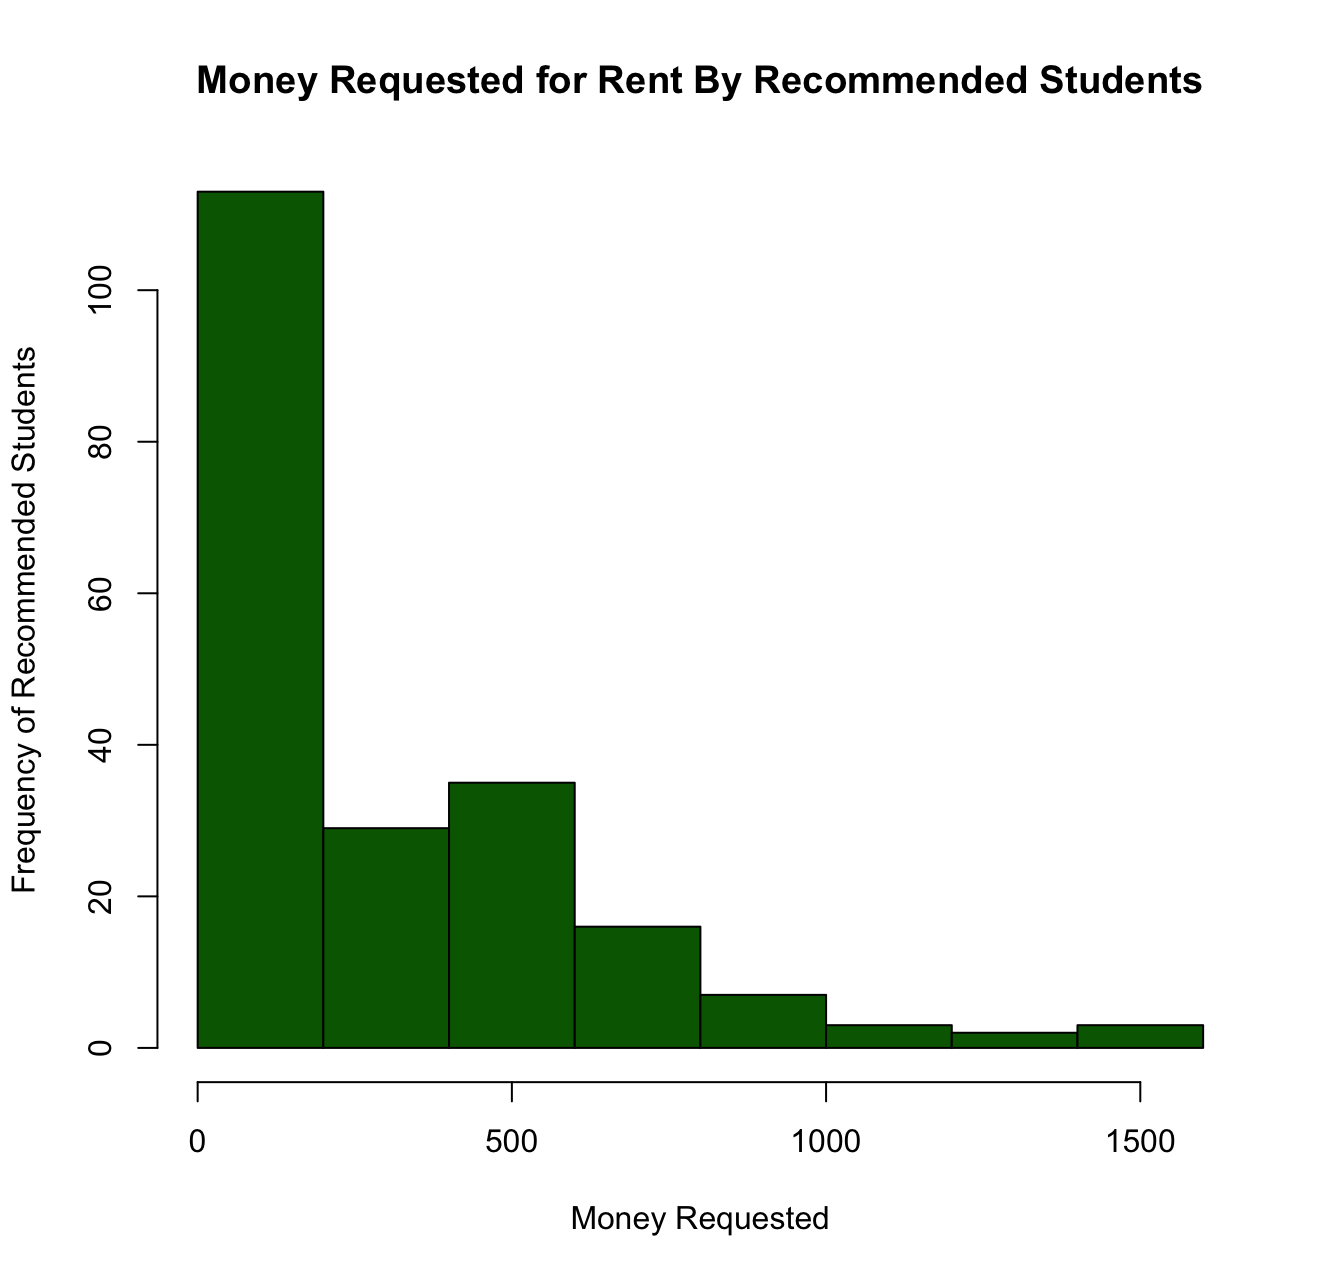 Money Requested for Rent By Recommended Students
Frequency of Recommended Students
100
80
60
40
20
0
0 500 1000 1500
Money Requested